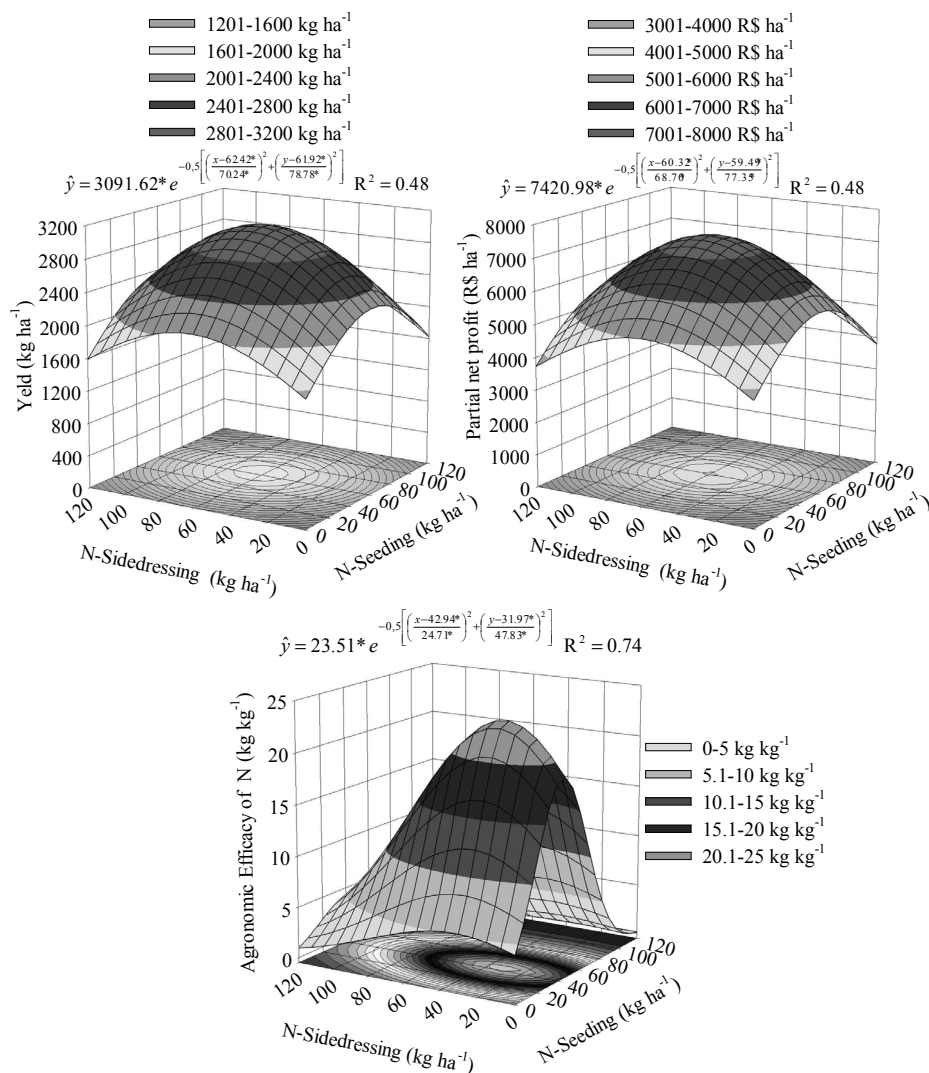 1201-1600 kg ha⁻¹
1601-2000 kg ha⁻¹
2001-2400 kg ha⁻¹
2401-2800 kg ha⁻¹
2801-3200 kg ha⁻¹
ŷ = 3091.62* e^{-0,5[((x-62.42*)/70.24*)² + ((y-61.92*)/78.78*)²]} R² = 0.48
Yeld (kg ha⁻¹)
3200
2800
2400
2000
1600
1200
800
400
0
120 100 80 60 40 20 0
N-Sidedressing (kg ha⁻¹)
0 20 40 60 80 100 120
N-Seeding (kg ha⁻¹)
3001-4000 R$ ha⁻¹
4001-5000 R$ ha⁻¹
5001-6000 R$ ha⁻¹
6001-7000 R$ ha⁻¹
7001-8000 R$ ha⁻¹
ŷ = 7420.98* e^{-0,5[((x-60.32*)/68.70*)² + ((y-59.49*)/77.35*)²]} R² = 0.48
Partial net profit (R$ ha⁻¹)
8000
7000
6000
5000
4000
3000
2000
1000
0
120 100 80 60 40 20 0
N-Sidedressing (kg ha⁻¹)
0 20 40 60 80 100 120
N-Seeding (kg ha⁻¹)
ŷ = 23.51* e^{-0,5[((x-42.94*)/24.71*)² + ((y-31.97*)/47.83*)²]} R² = 0.74
Agronomic Efficacy of N (kg kg⁻¹)
25
20
15
10
5
0
120 100 80 60 40 20 0
N-Sidedressing (kg ha⁻¹)
0 20 40 60 80 100 120
N-Seeding (kg ha⁻¹)
0-5 kg kg⁻¹
5.1-10 kg kg⁻¹
10.1-15 kg kg⁻¹
15.1-20 kg kg⁻¹
20.1-25 kg kg⁻¹